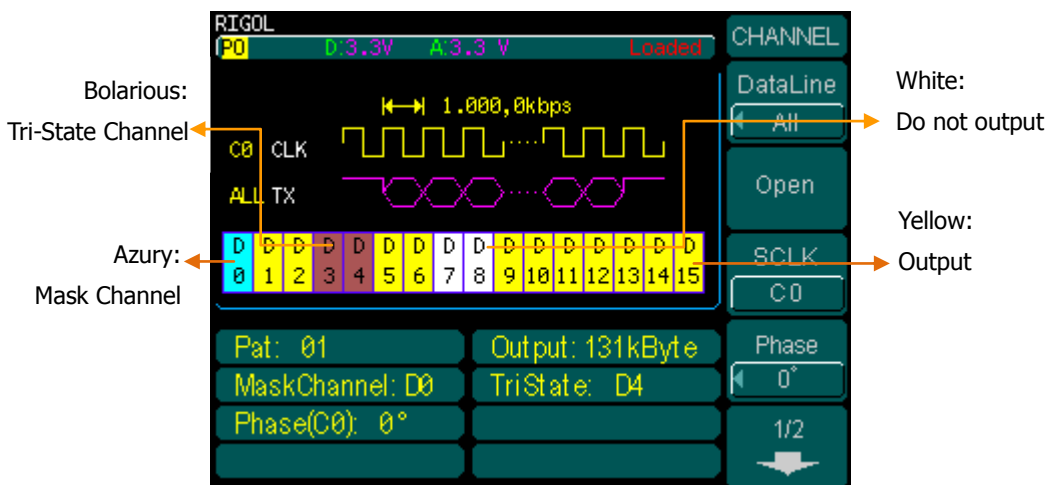 RIGOL
PO D:3.3V A:3.3 V Loaded
1.000,0kbps
C0 CLK
ALL TX
D D D D D D D D D D D D D D D D
0 1 2 3 4 5 6 7 8 9 10 11 12 13 14 15
Pat: 01
Output: 131kByte
MaskChannel: D0
TriState: D4
Phase(C0): 0°
CHANNEL
DataLine
All
Open
SCLK
C0
Phase
0°
1/2
Bolarious:
Tri-State Channel
Azury:
Mask Channel
White:
Do not output
Yellow:
Output